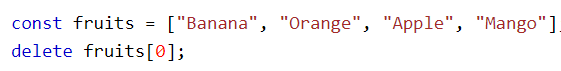 const fruits = ["Banana", "Orange", "Apple", "Mango"];
delete fruits[0];